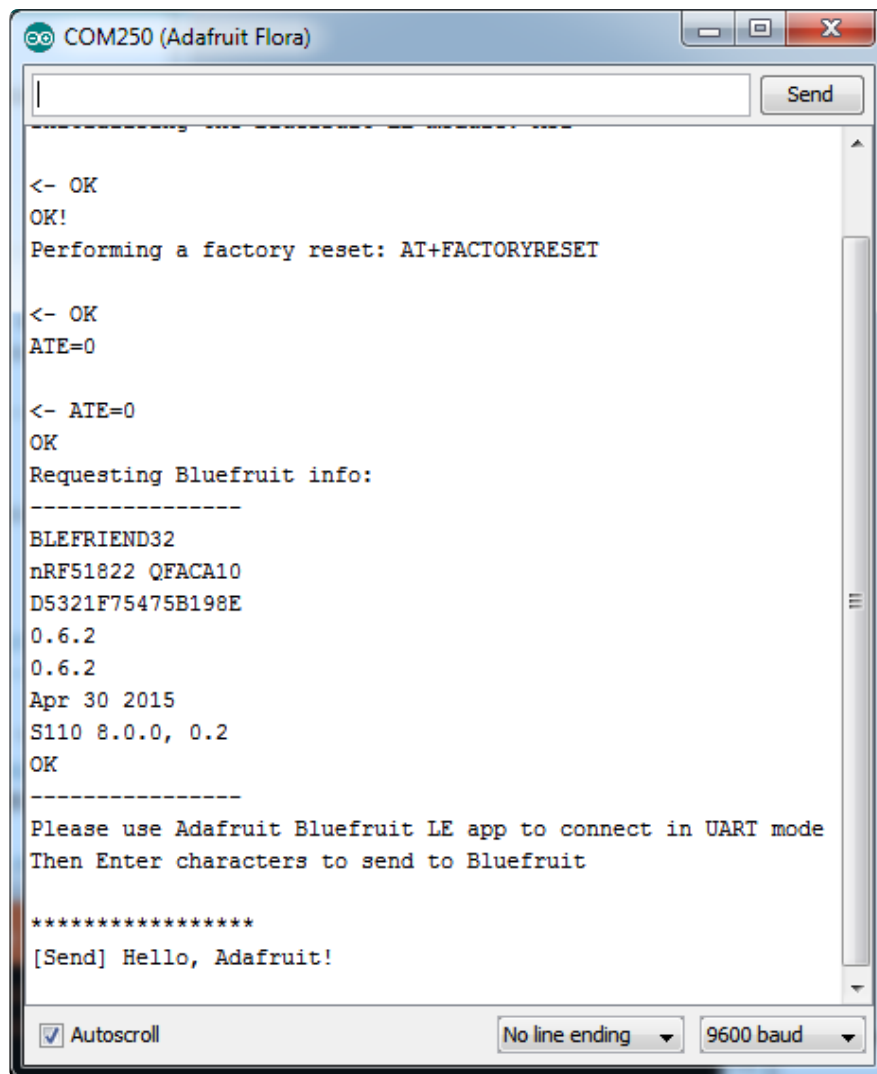 COM250 (Adafruit Flora)
Send
<- OK
OK!
Performing a factory reset: AT+FACTORYRESET
<- OK
ATE=0
<- ATE=0
OK
Requesting Bluefruit info:
----------------
BLEFRIEND32
nRF51822 QFACA10
D5321F75475B198E
0.6.2
0.6.2
Apr 30 2015
S110 8.0.0, 0.2
OK
----------------
Please use Adafruit Bluefruit LE app to connect in UART mode
Then Enter characters to send to Bluefruit
*****************
[Send] Hello, Adafruit!
Autoscroll
No line ending
9600 baud